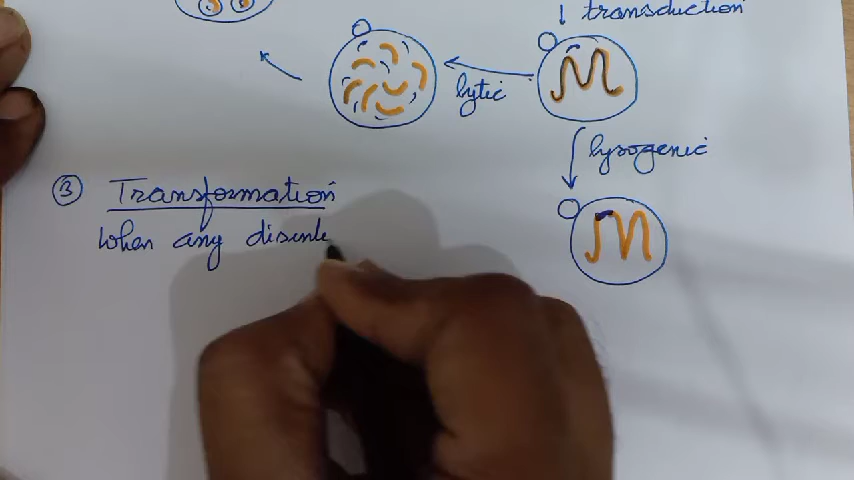 transduction
lytic
lysogenic
3 Transformation
When any disinte